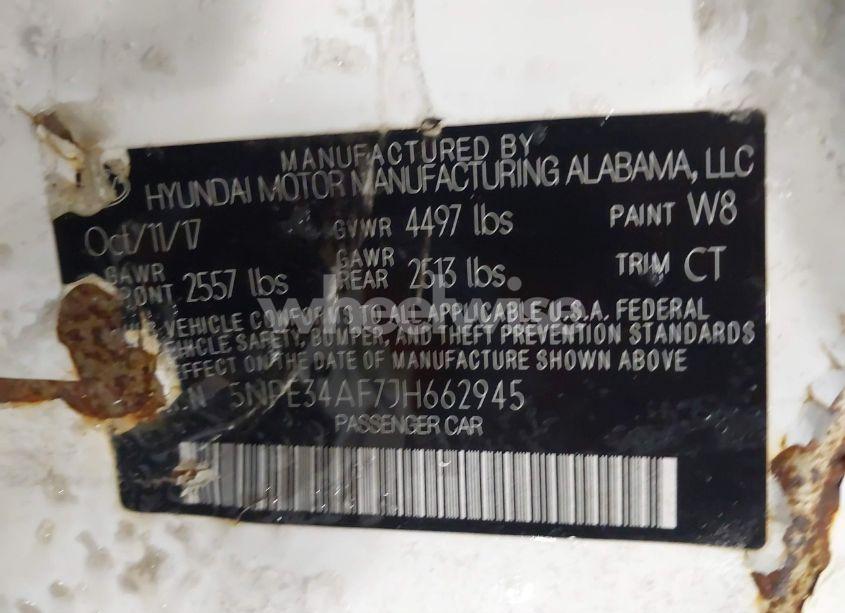 MANUFACTURED BY
HYUNDAI MOTOR MANUFACTURING ALABAMA, LLC
Oct/11/17 GVWR 4497 lbs PAINT W8
GAWR FRONT 2557 lbs GAWR REAR 2513 lbs TRIM CT
VEHICLE CONFORMS TO ALL APPLICABLE U.S.A. FEDERAL
VEHICLE SAFETY, BUMPER, AND THEFT PREVENTION STANDARDS
EFFECT ON THE DATE OF MANUFACTURE SHOWN ABOVE
5NPE34AF7JH662945
PASSENGER CAR